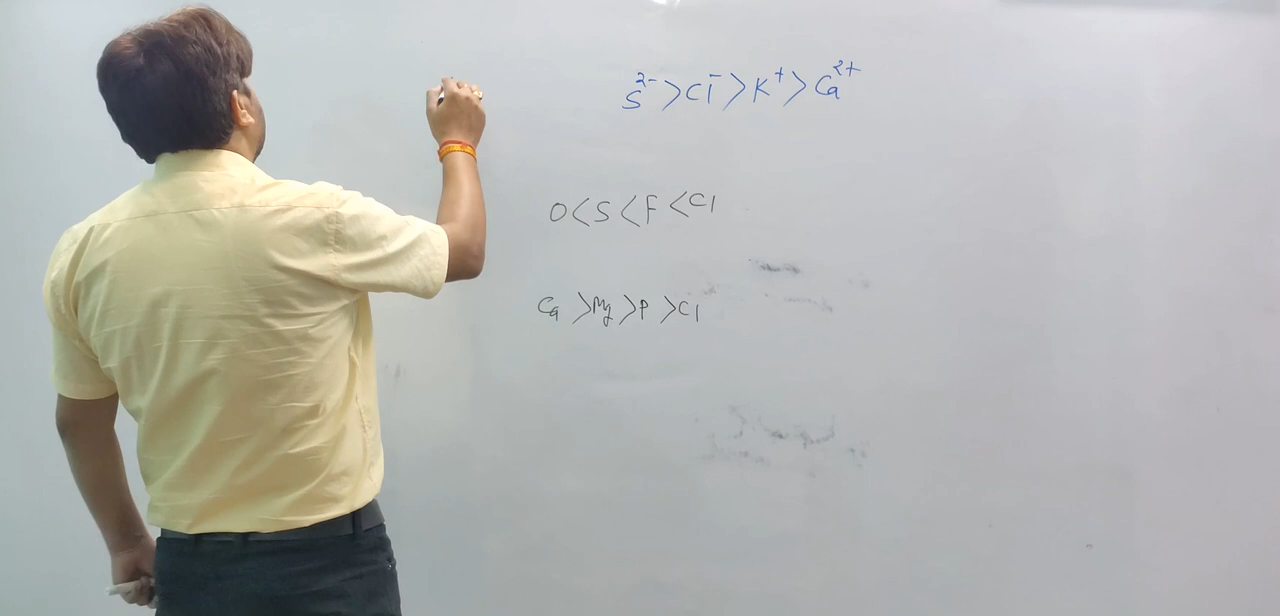 S²⁻ > Cl⁻ > K⁺ > Ca²⁺
O < S < F < Cl
Ca > Mg > P > Cl